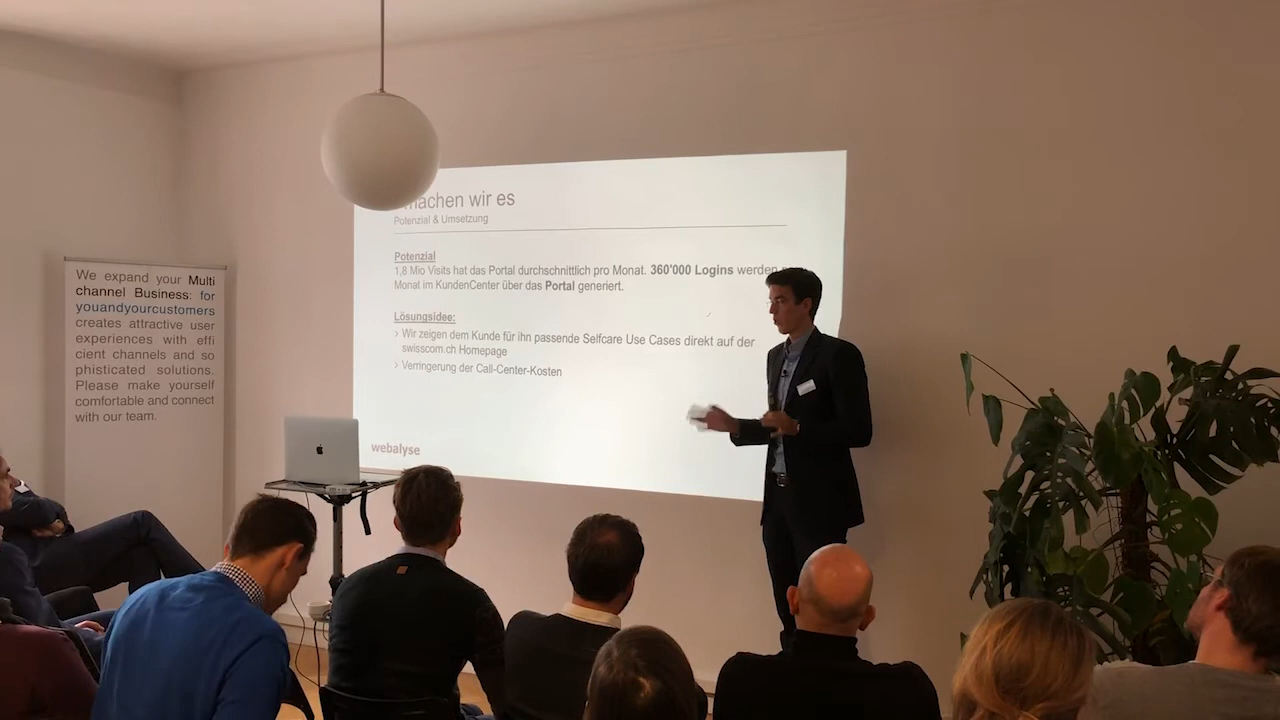 We expand your Multi
channel Business: for
youandyourcustomers
creates attractive user
experiences with effi
cient channels and so
phisticated solutions.
Please make yourself
comfortable and connect
with our team.
machen wir es
Potenzial & Umsetzung
Potenzial
1,8 Mio Visits hat das Portal durchschnittlich pro Monat. 360'000 Logins werden
Monat im KundenCenter über das Portal generiert.
Lösungsidee:
› Wir zeigen dem Kunde für ihn passende Selfcare Use Cases direkt auf der
swisscom.ch Homepage
› Verringerung der Call-Center-Kosten
webalyse